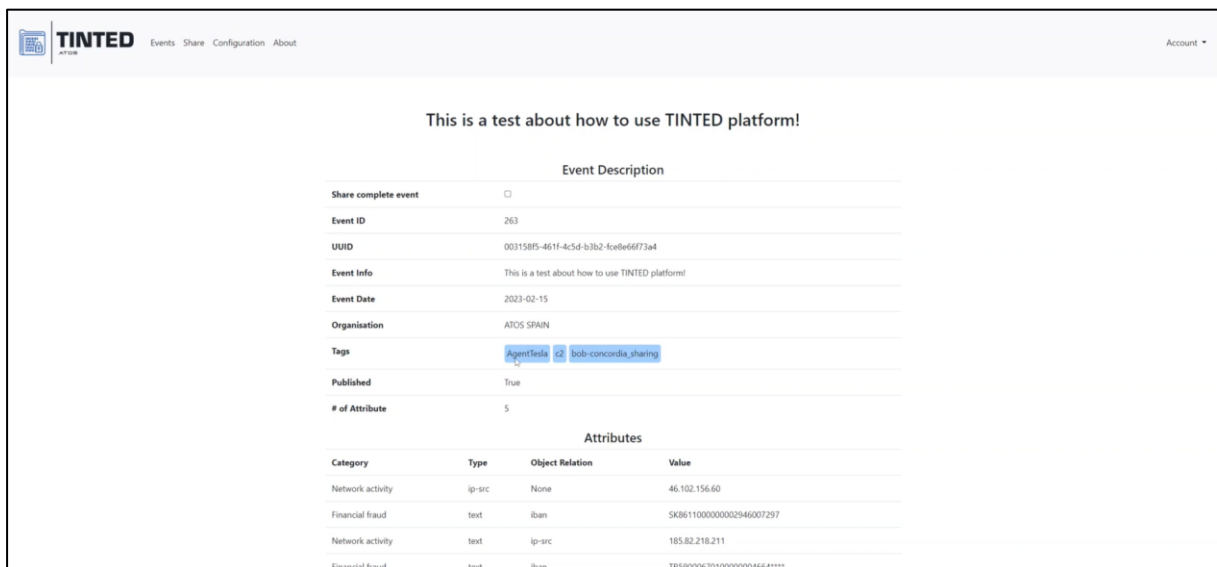 TINTED
ATOS
Events Share Configuration About
Account
This is a test about how to use TINTED platform!
Event Description
Share complete event
Event ID 263
UUID 003158f5-461f-4c5d-b3b2-fce8e66f73a4
Event Info This is a test about how to use TINTED platform!
Event Date 2023-02-15
Organisation ATOS SPAIN
Tags AgentTesla c2 bob-concordia_sharing
Published True
# of Attribute 5
Attributes
Category Type Object Relation Value
Network activity ip-src None 46.102.156.60
Financial fraud text iban SK8611000000002946007297
Network activity text ip-src 185.82.218.211
Financial fraud text iban